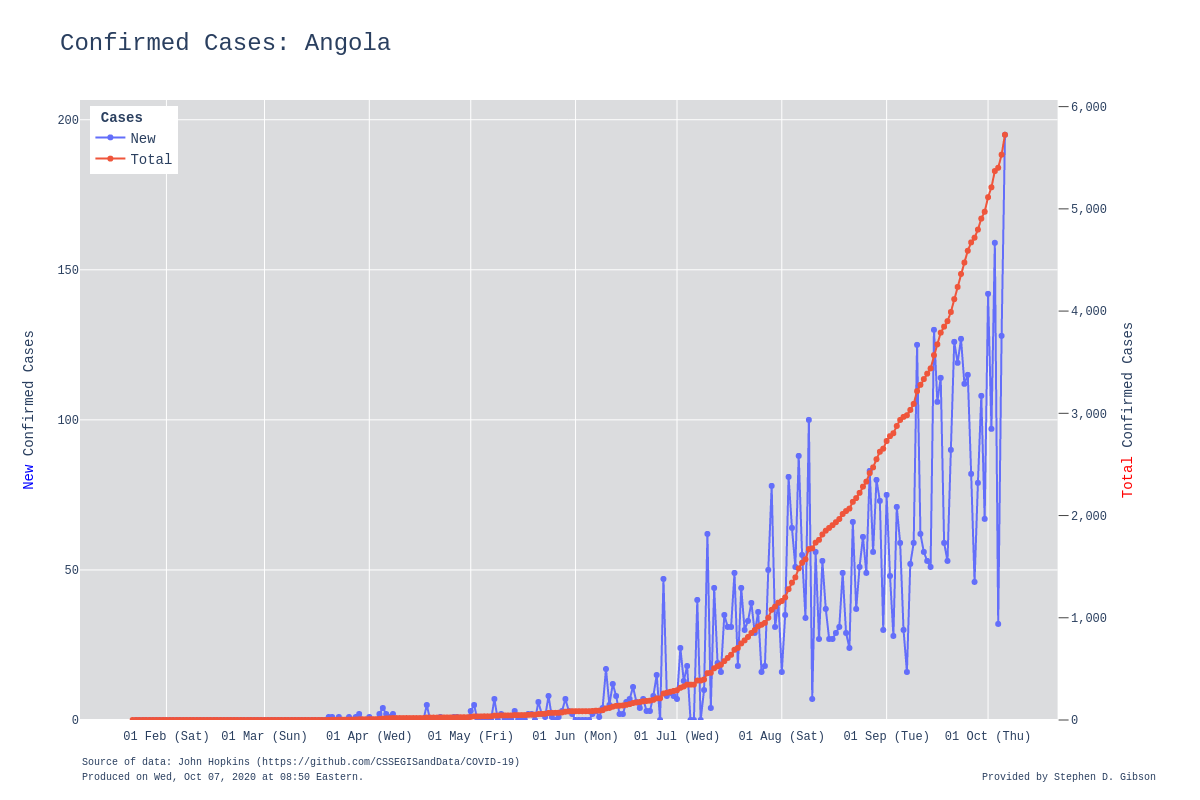 Confirmed Cases: Angola
Cases
New
Total
200
150
100
50
0
6,000
5,000
4,000
3,000
2,000
1,000
0
New Confirmed Cases
Total Confirmed Cases
01 Feb (Sat) 01 Mar (Sun) 01 Apr (Wed) 01 May (Fri) 01 Jun (Mon) 01 Jul (Wed) 01 Aug (Sat) 01 Sep (Tue) 01 Oct (Thu)
Source of data: John Hopkins (https://github.com/CSSEGISandData/COVID-19)
Produced on Wed, Oct 07, 2020 at 08:50 Eastern.
Provided by Stephen D. Gibson